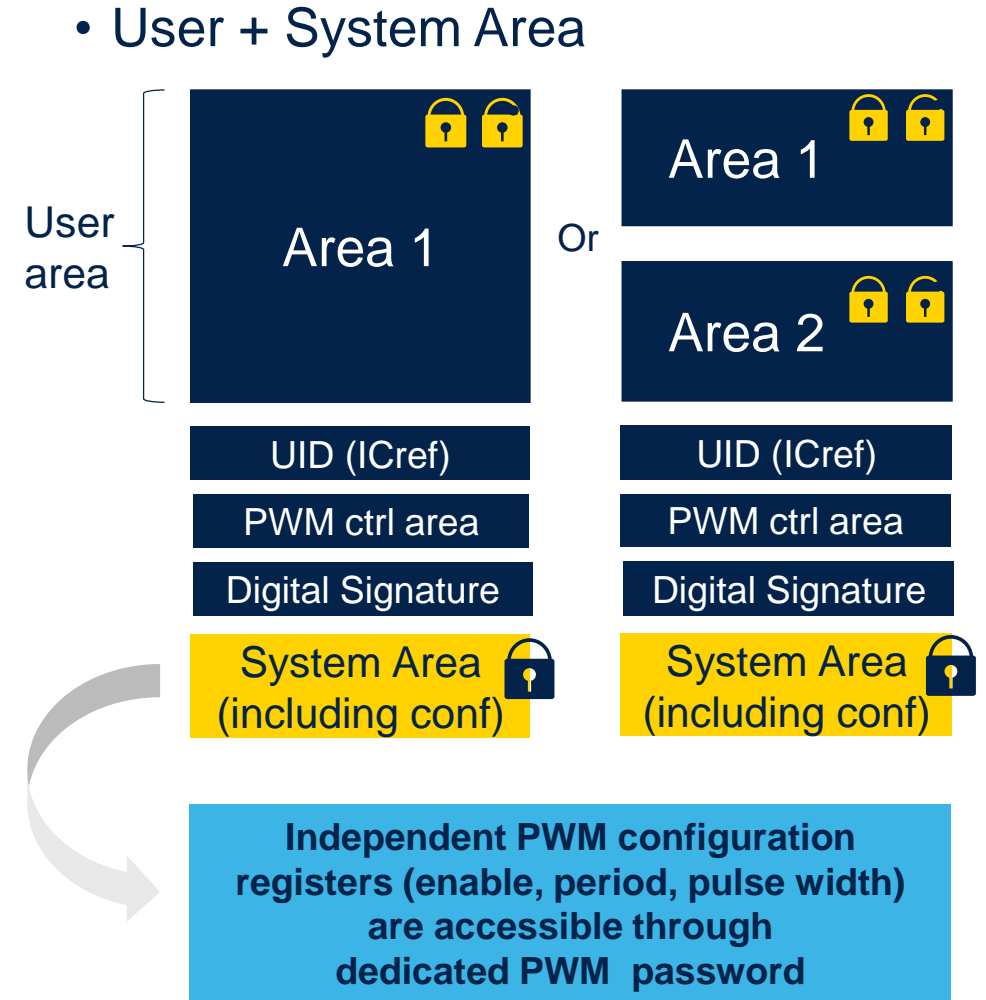 • User + System Area
User
area
Area 1
Or
Area 1
Area 2
UID (ICref)
PWM ctrl area
Digital Signature
System Area
(including conf)
UID (ICref)
PWM ctrl area
Digital Signature
System Area
(including conf)
Independent PWM configuration
registers (enable, period, pulse width)
are accessible through
dedicated PWM  password